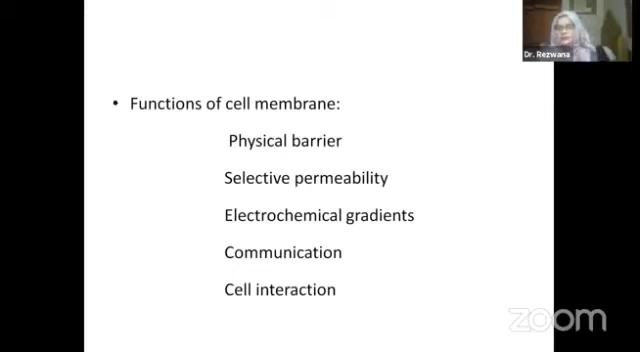 Dr. Rezwana
• Functions of cell membrane:
Physical barrier
Selective permeability
Electrochemical gradients
Communication
Cell interaction
zoom